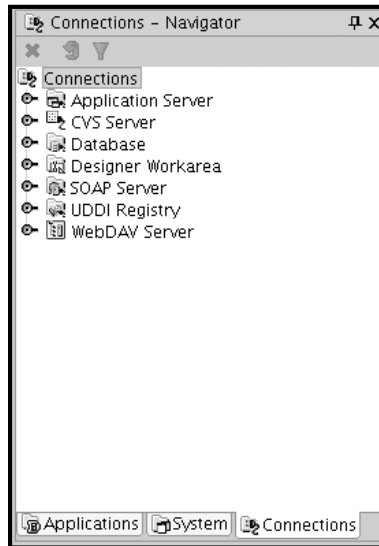 Connections - Navigator
Connections
Application Server
CVS Server
Database
Designer Workarea
SOAP Server
UDDI Registry
WebDAV Server
Applications System Connections